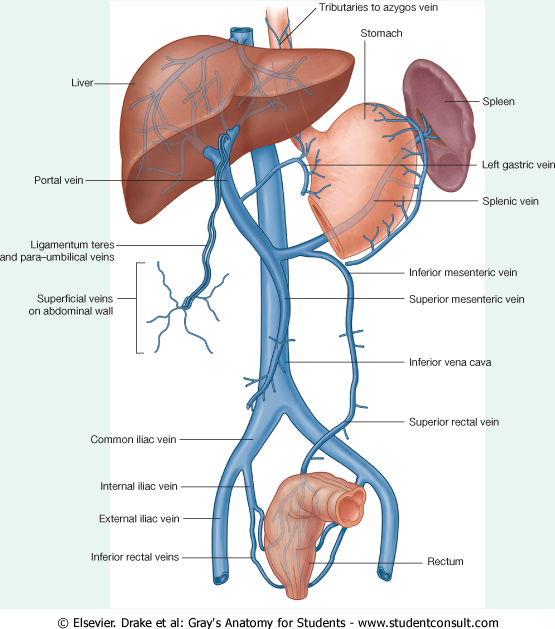 Tributaries to azygos vein
Stomach
Liver
Spleen
Left gastric vein
Portal vein
Splenic vein
Ligamentum teres
and para–umbilical veins
Inferior mesenteric vein
Superficial veins
on abdominal wall
Superior mesenteric vein
Inferior vena cava
Superior rectal vein
Common iliac vein
Internal iliac vein
External iliac vein
Inferior rectal veins
Rectum
© Elsevier. Drake et al: Gray's Anatomy for Students - www.studentconsult.com